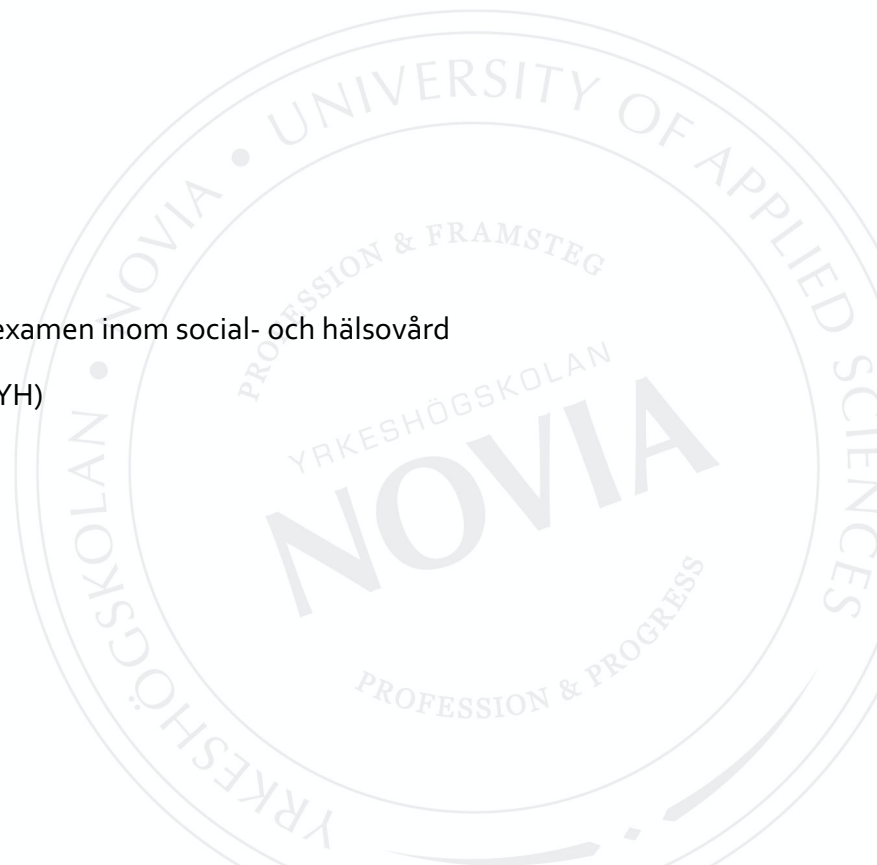 examen inom social- och hälsovård
YH)
YRKESHÖGSKOLAN • NOVIA • UNIVERSITY OF APPLIED SCIENCES
PROFESSION & FRAMSTEG
YRKESHÖGSKOLAN
NOVIA
PROFESSION & PROGRESS